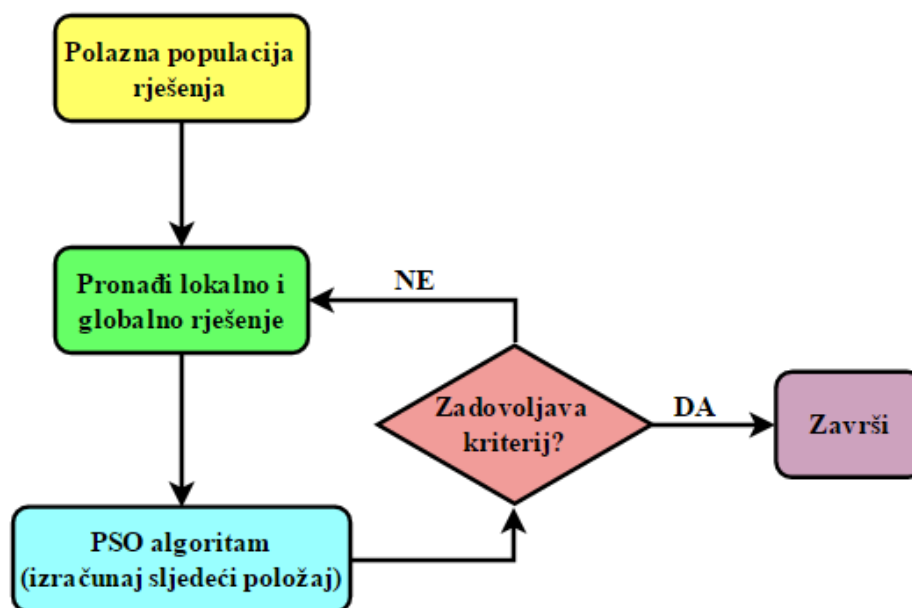 Polazna populacija
rješenja
Pronađi lokalno i
globalno rješenje
NE
Zadovoljava
kriterij?
DA
Završi
PSO algoritam
(izračunaj sljedeći položaj)